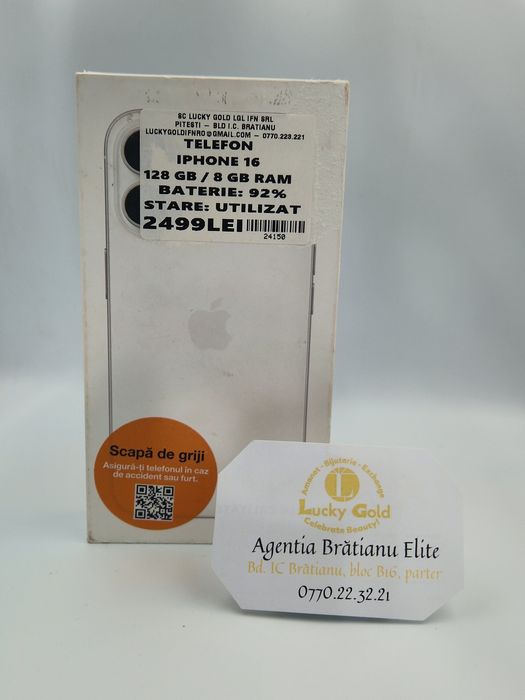 SC LUCKY GOLD LGL IFN SRL
PITESTI – BLD I.C. BRATIANU
LUCKYGOLDIFNRO@GMAIL.COM – 0770.223.221
TELEFON
IPHONE 16
128 GB / 8 GB RAM
BATERIE: 92%
STARE: UTILIZAT
2499LEI
24150
Scapă de griji
Asigură-ți telefonul în caz
de accident sau furt.
Amanet - Bijuterie - Exchange
Lucky Gold
Celebrate Beauty!
Agentia Brătianu Elite
Bd. IC Brătianu, bloc B16, parter
0770.22.32.21